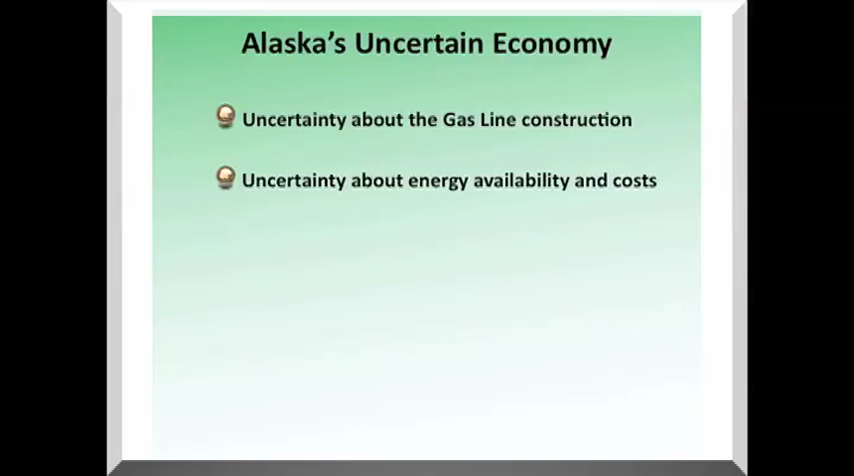 Alaska’s Uncertain Economy
Uncertainty about the Gas Line construction
Uncertainty about energy availability and costs